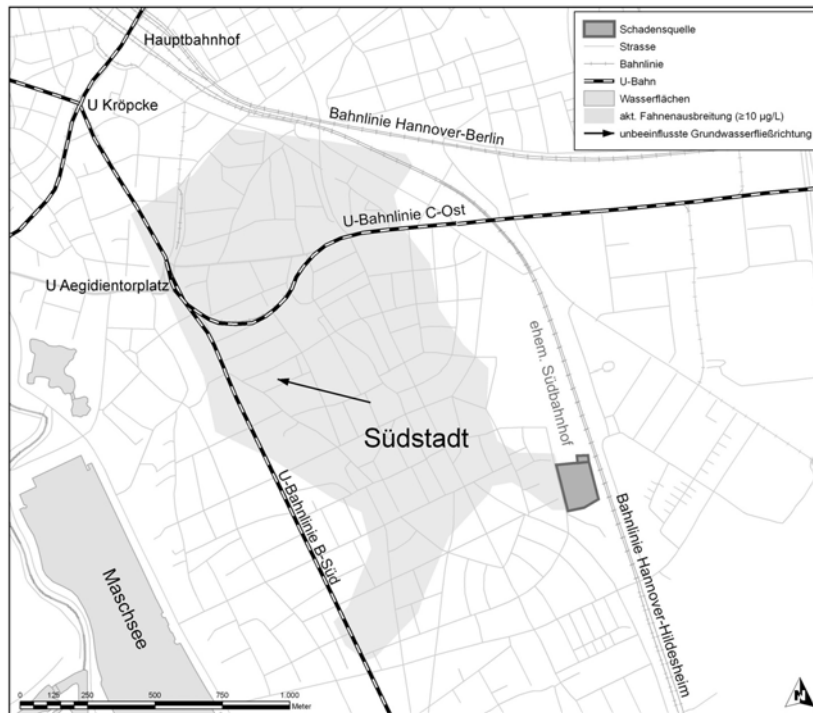 Hauptbahnhof
U Kröpcke
Bahnlinie Hannover-Berlin
U-Bahnlinie C-Ost
U Aegidientorplatz
ehem. Südbahnhof
Südstadt
U-Bahnlinie B-Süd
Bahnlinie Hannover-Hildesheim
Maschsee
Schadensquelle
Strasse
Bahnlinie
U-Bahn
Wasserflächen
akt. Fahnenausbreitung (≥10 µg/L)
unbeeinflusste Grundwasserfließrichtung
0 125 250 500 750 1.000
Meter
N